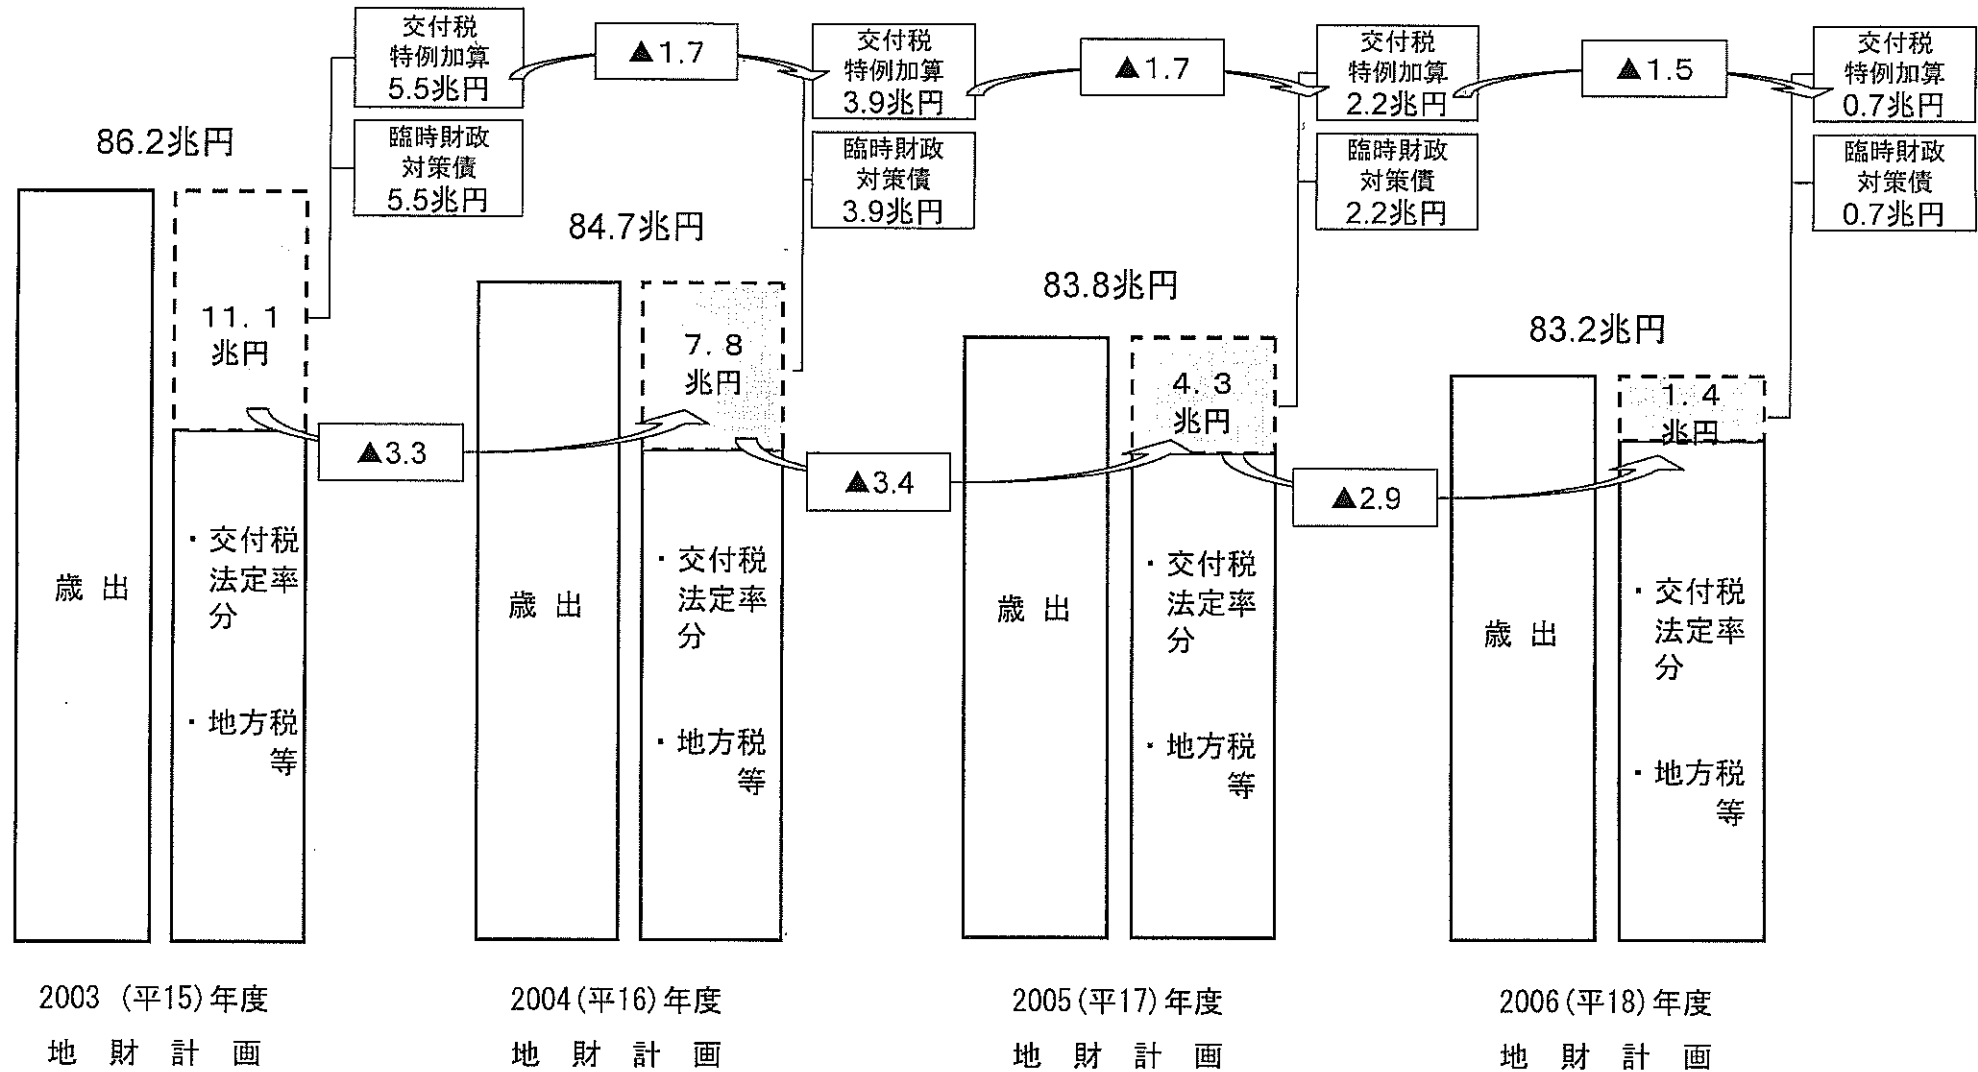 交付税
特例加算
5.5兆円
▲1.7
交付税
特例加算
3.9兆円
▲1.7
交付税
特例加算
2.2兆円
▲1.5
交付税
特例加算
0.7兆円
臨時財政
対策債
5.5兆円
臨時財政
対策債
3.9兆円
臨時財政
対策債
2.2兆円
臨時財政
対策債
0.7兆円
86.2兆円
84.7兆円
83.8兆円
83.2兆円
11.1
兆円
7.8
兆円
4.3
兆円
1.4
兆円
▲3.3
▲3.4
▲2.9
歳出
・交付税
法定率
分
・地方税
等
歳出
・交付税
法定率
分
・地方税
等
歳出
・交付税
法定率
分
・地方税
等
歳出
・交付税
法定率
分
・地方税
等
2003 (平15)年度
地財計画
2004(平16)年度
地財計画
2005(平17)年度
地財計画
2006(平18)年度
地財計画